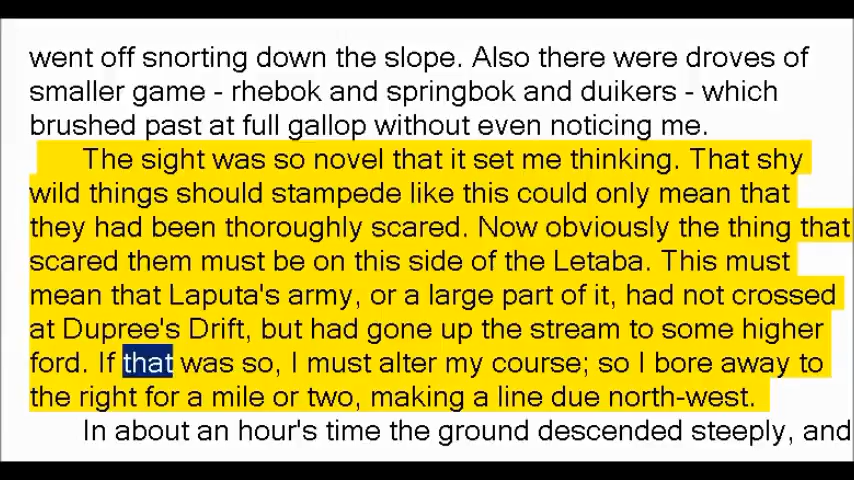 went off snorting down the slope. Also there were droves of
smaller game - rhebok and springbok and duikers - which
brushed past at full gallop without even noticing me.
The sight was so novel that it set me thinking. That shy
wild things should stampede like this could only mean that
they had been thoroughly scared. Now obviously the thing that
scared them must be on this side of the Letaba. This must
mean that Laputa's army, or a large part of it, had not crossed
at Dupree's Drift, but had gone up the stream to some higher
ford. If that was so, I must alter my course; so I bore away to
the right for a mile or two, making a line due north-west.
In about an hour's time the ground descended steeply, and